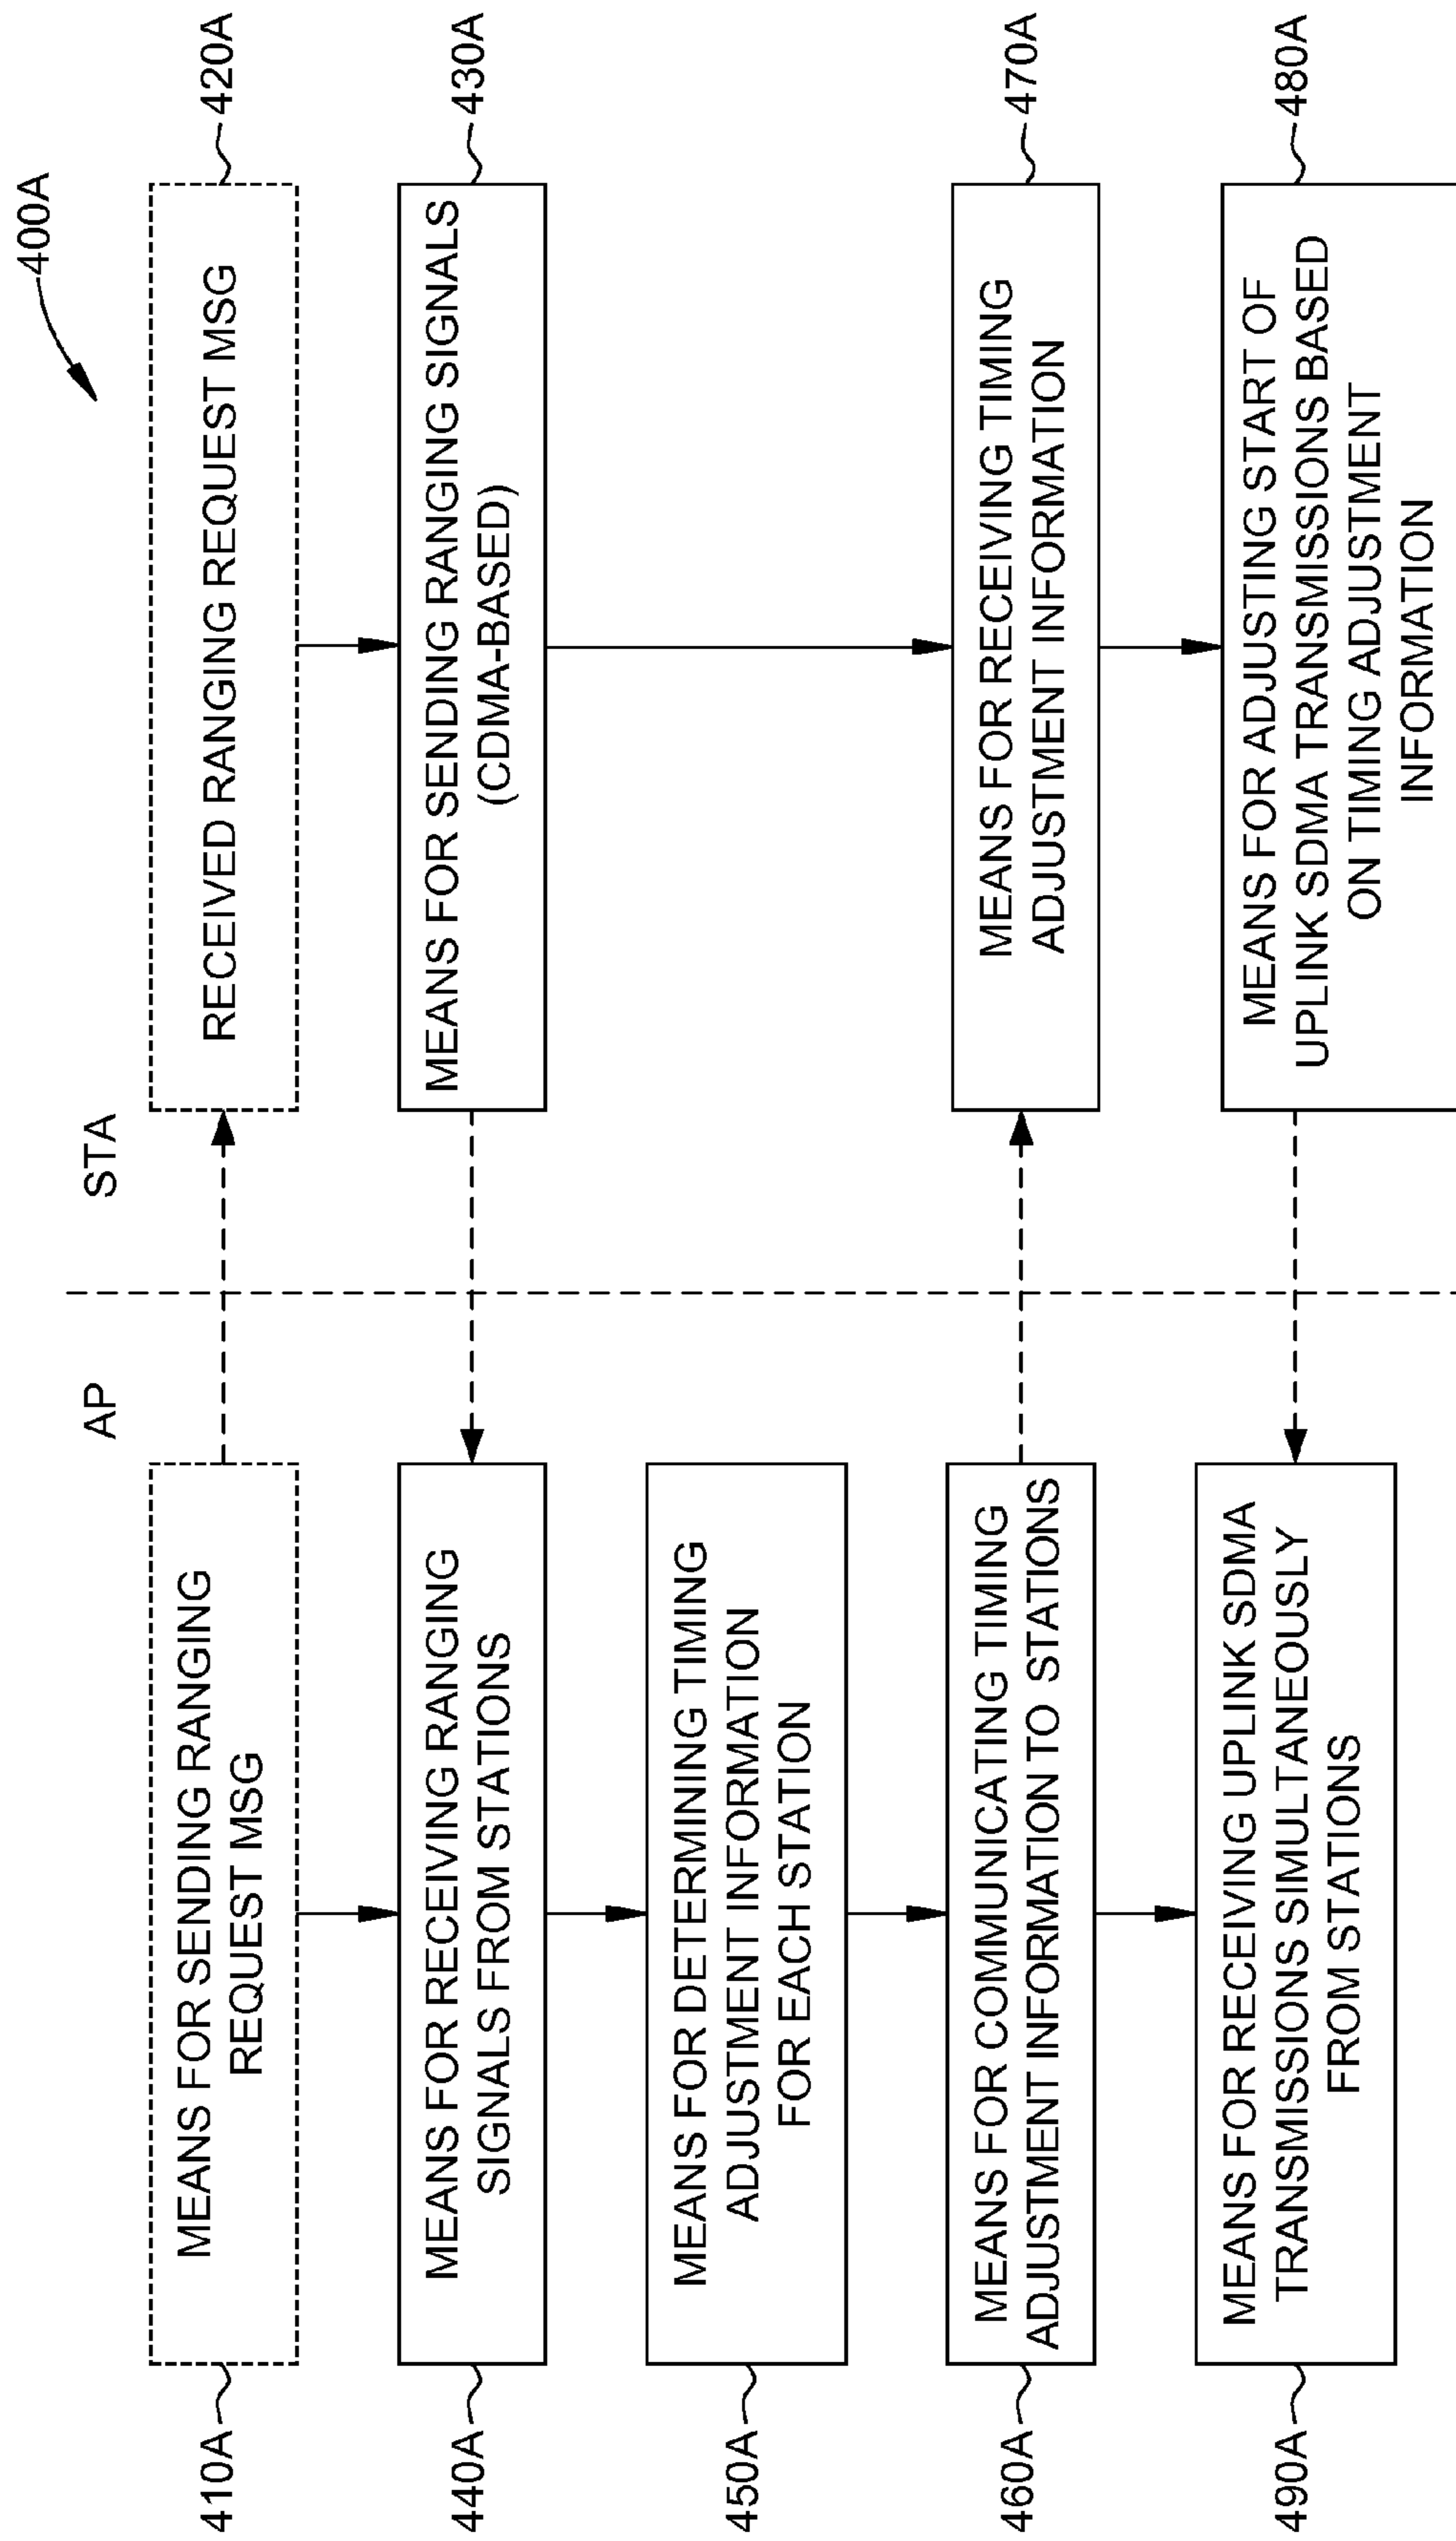 400A
AP
STA
410A
MEANS FOR SENDING RANGING
REQUEST MSG
RECEIVED RANGING REQUEST MSG
420A
440A
MEANS FOR RECEIVING RANGING
SIGNALS FROM STATIONS
MEANS FOR SENDING RANGING SIGNALS
(CDMA-BASED)
430A
450A
MEANS FOR DETERMINING TIMING
ADJUSTMENT INFORMATION
FOR EACH STATION
460A
MEANS FOR COMMUNICATING TIMING
ADJUSTMENT INFORMATION TO STATIONS
MEANS FOR RECEIVING TIMING
ADJUSTMENT INFORMATION
470A
490A
MEANS FOR RECEIVING UPLINK SDMA
TRANSMISSIONS SIMULTANEOUSLY
FROM STATIONS
MEANS FOR ADJUSTING START OF
UPLINK SDMA TRANSMISSIONS BASED
ON TIMING ADJUSTMENT
INFORMATION
480A